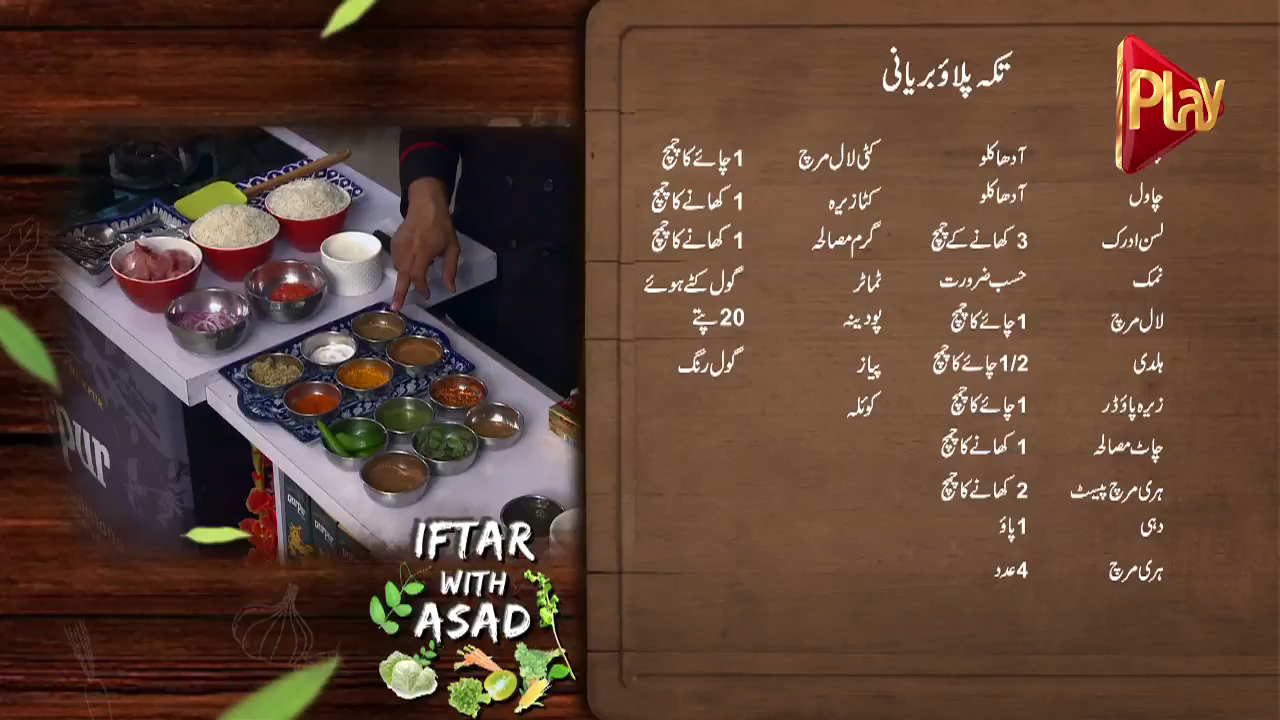 تکہ پلاؤ بریانی
Play
آدھا کلو
چاول آدھا کلو
لسن ادرک 3 کھانے کے چمچ
نمک حسب ضرورت
لال مرچ 1 چائے کا چمچ
ہلدی 1/2 چائے کا چمچ
زیرہ پاؤڈر 1 چائے کا چمچ
چاٹ مصالحہ 1 کھانے کا چمچ
ہری مرچ پیسٹ 2 کھانے کا چمچ
دہی 1 پاؤ
ہری مرچ 4 عدد
کٹی لال مرچ 1 چائے کا چمچ
کٹا زیرہ 1 کھانے کا چمچ
گرم مصالحہ 1 کھانے کا چمچ
ٹماٹر گول کٹے ہوئے
پودینہ 20 پتے
پیاز گول رنگ
کوئلہ
IFTAR
WITH
ASAD